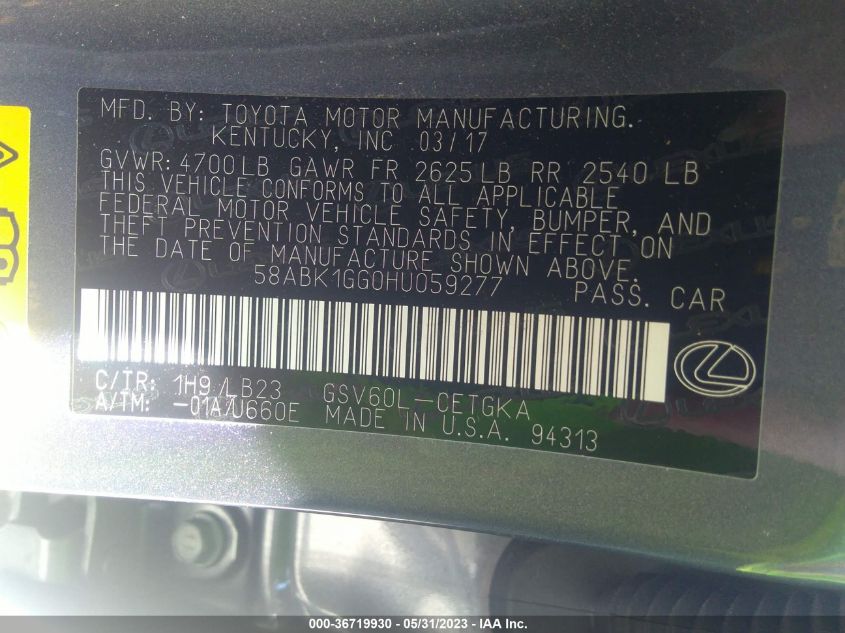 MFD. BY: TOYOTA MOTOR MANUFACTURING.
KENTUCKY, INC 03/17
GVWR: 4700LB GAWR FR 2625LB RR 2540 LB
THIS VEHICLE CONFORMS TO ALL APPLICABLE
FEDERAL MOTOR VEHICLE SAFETY, BUMPER, AND
THEFT PREVENTION STANDARDS IN EFFECT ON
THE DATE OF MANUFACTURE SHOWN ABOVE.
58ABK1GG0HU059277 PASS. CAR
C/TR: 1H9/LB23 GSV60L-CETGKA
A/TM: -01A/U660E MADE IN U.S.A. 94313
000-36719930 - 05/31/2023 - IAA Inc.